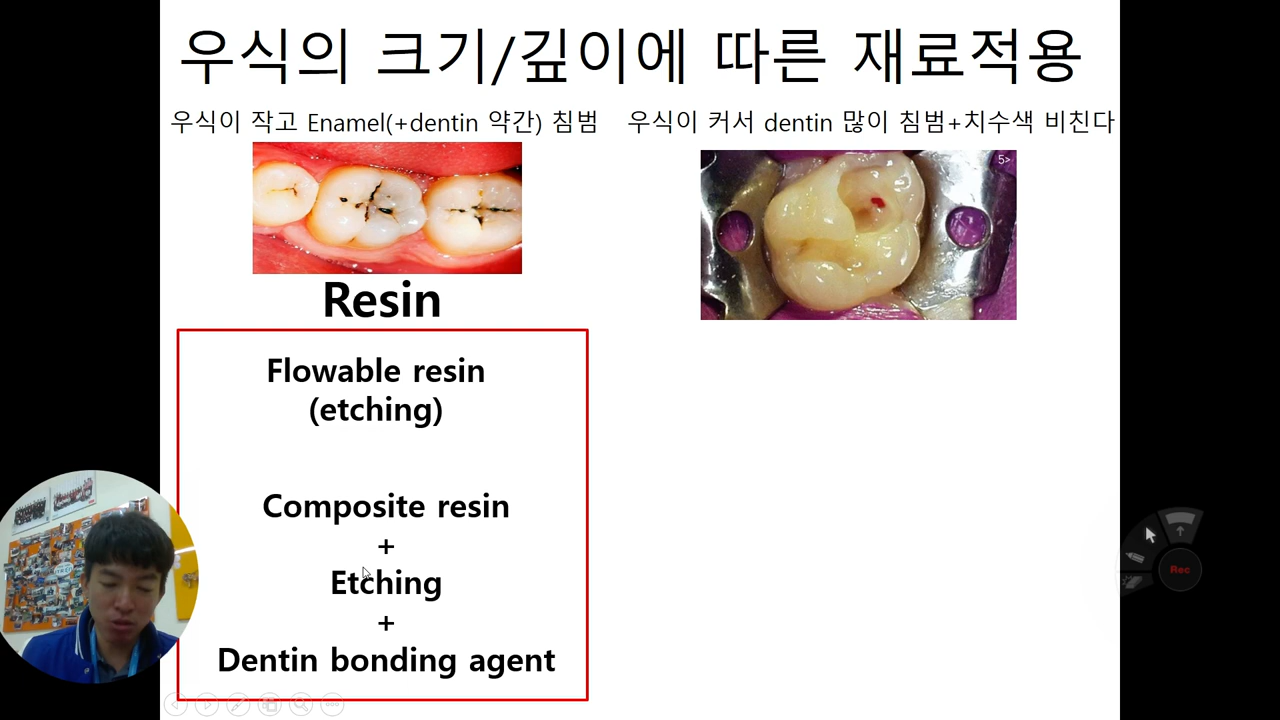 우식의 크기/깊이에 따른 재료적용
우식이 작고 Enamel(+dentin 약간) 침범
우식이 커서 dentin 많이 침범+치수색 비친다
5>
Resin
Flowable resin
(etching)
Composite resin
+
Etching
+
Dentin bonding agent
Rec